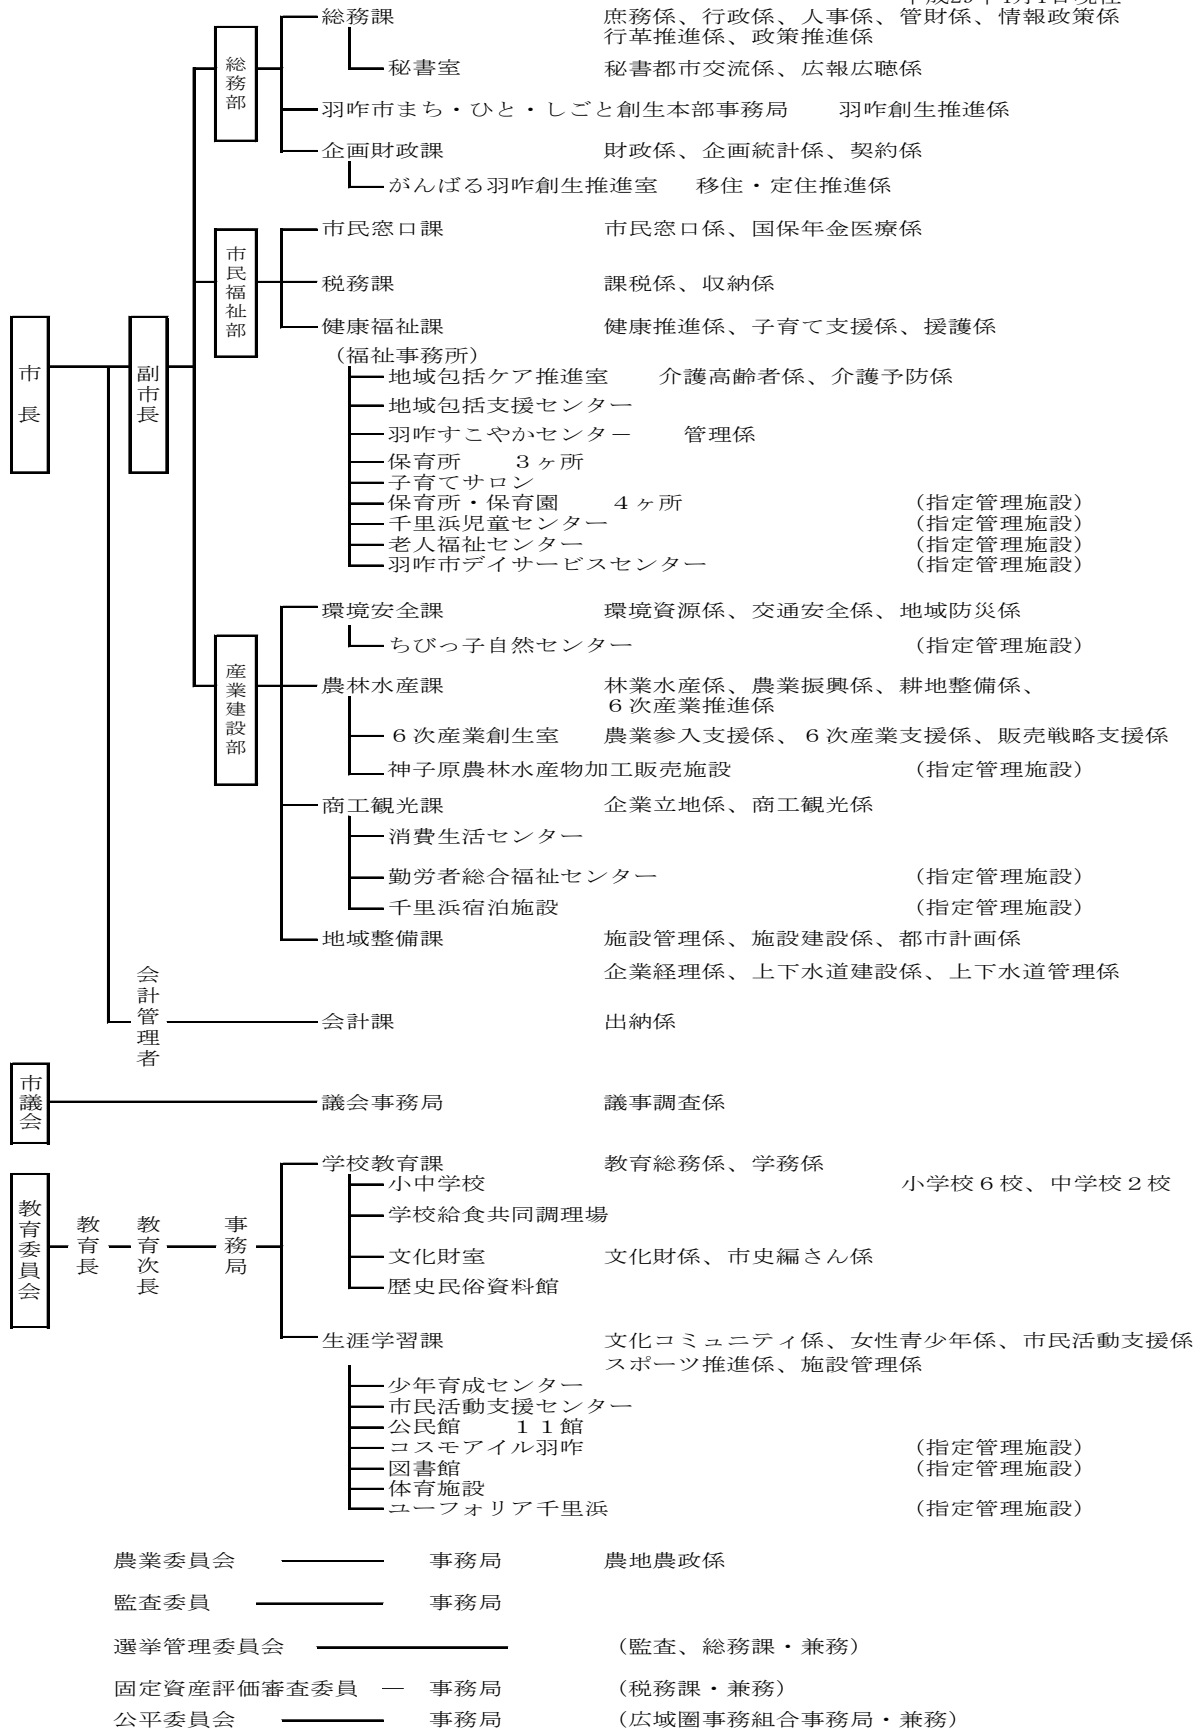 総務課 庶務係、行政係、人事係、管財係、情報政策係
行革推進係、政策推進係
秘書室 秘書都市交流係、広報広聴係
総務部
羽咋市まち・ひと・しごと創生本部事務局 羽咋創生推進係
企画財政課 財政係、企画統計係、契約係
がんばる羽咋創生推進室 移住・定住推進係
市民窓口課 市民窓口係、国保年金医療係
市民福祉部
税務課 課税係、収納係
健康福祉課 健康推進係、子育て支援係、援護係
(福祉事務所)
市長
副市長
地域包括ケア推進室 介護高齢者係、介護予防係
地域包括支援センター
羽咋すこやかセンター 管理係
保育所 3ヶ所
子育てサロン
保育所・保育園 4ヶ所 (指定管理施設)
千里浜児童センター (指定管理施設)
老人福祉センター (指定管理施設)
羽咋市デイサービスセンター (指定管理施設)
環境安全課 環境資源係、交通安全係、地域防災係
ちびっ子自然センター (指定管理施設)
産業建設部
農林水産課 林業水産係、農業振興係、耕地整備係、
6次産業推進係
6次産業創生室 農業参入支援係、6次産業支援係、販売戦略支援係
神子原農林水産物加工販売施設 (指定管理施設)
商工観光課 企業立地係、商工観光係
消費生活センター
勤労者総合福祉センター (指定管理施設)
千里浜宿泊施設 (指定管理施設)
地域整備課 施設管理係、施設建設係、都市計画係
企業経理係、上下水道建設係、上下水道管理係
会計管理者
会計課 出納係
市議会
議会事務局 議事調査係
学校教育課 教育総務係、学務係
小中学校 小学校6校、中学校2校
学校給食共同調理場
教育委員会
教育長
教育次長
事務局
文化財室 文化財係、市史編さん係
歴史民俗資料館
生涯学習課 文化コミュニティ係、女性青少年係、市民活動支援係
スポーツ推進係、施設管理係
少年育成センター
市民活動支援センター
公民館 11館
コスモアイル羽咋 (指定管理施設)
図書館 (指定管理施設)
体育施設
ユーフォリア千里浜 (指定管理施設)
農業委員会 事務局 農地農政係
監査委員 事務局
選挙管理委員会 (監査、総務課・兼務)
固定資産評価審査委員 事務局 (税務課・兼務)
公平委員会 事務局 (広域圏事務組合事務局・兼務)